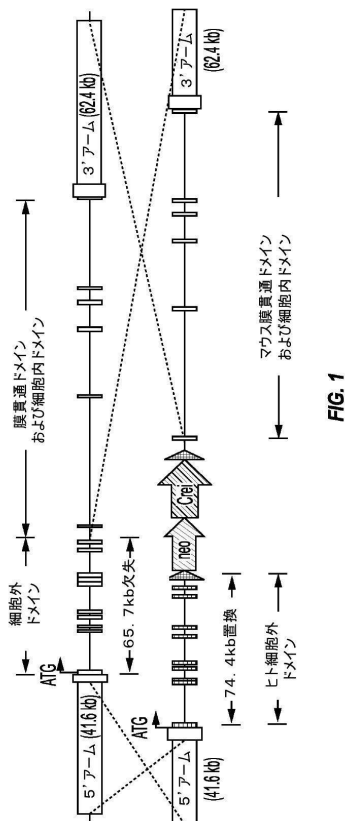 細胞外
ドメイン
膜貫通ドメイン
および細胞内ドメイン
ATG
5'アーム (41.6 kb)
65. 7kb欠失
3'アーム (62.4 kb)
ATG
5'アーム
(41.6 kb)
neo
Crei
3'アーム
(62.4 kb)
74. 4kb置換
ヒト細胞外
ドメイン
マウス膜貫通ドメイン
および細胞内ドメイン
FIG. 1